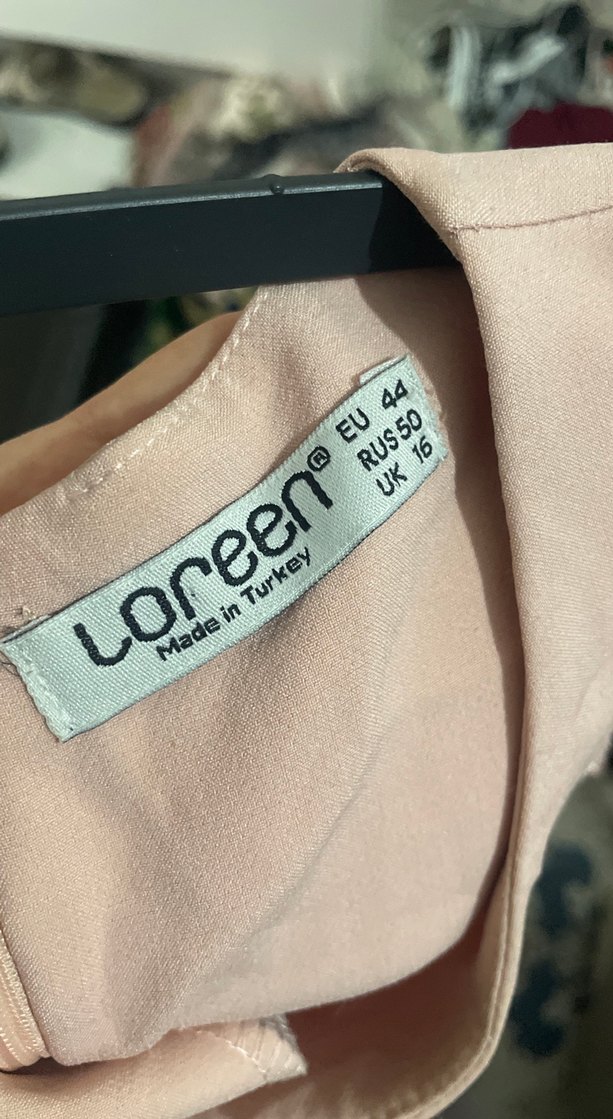 Loreen®
Made in Turkey
EU 44
RUS 50
UK 16